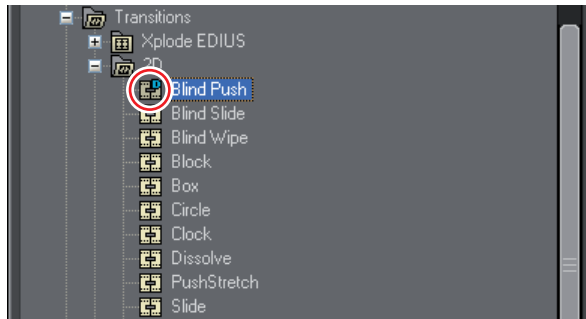 Transitions
Xplode EDIUS
2D
D
Blind Push
Blind Slide
Blind Wipe
Block
Box
Circle
Clock
Dissolve
PushStretch
Slide